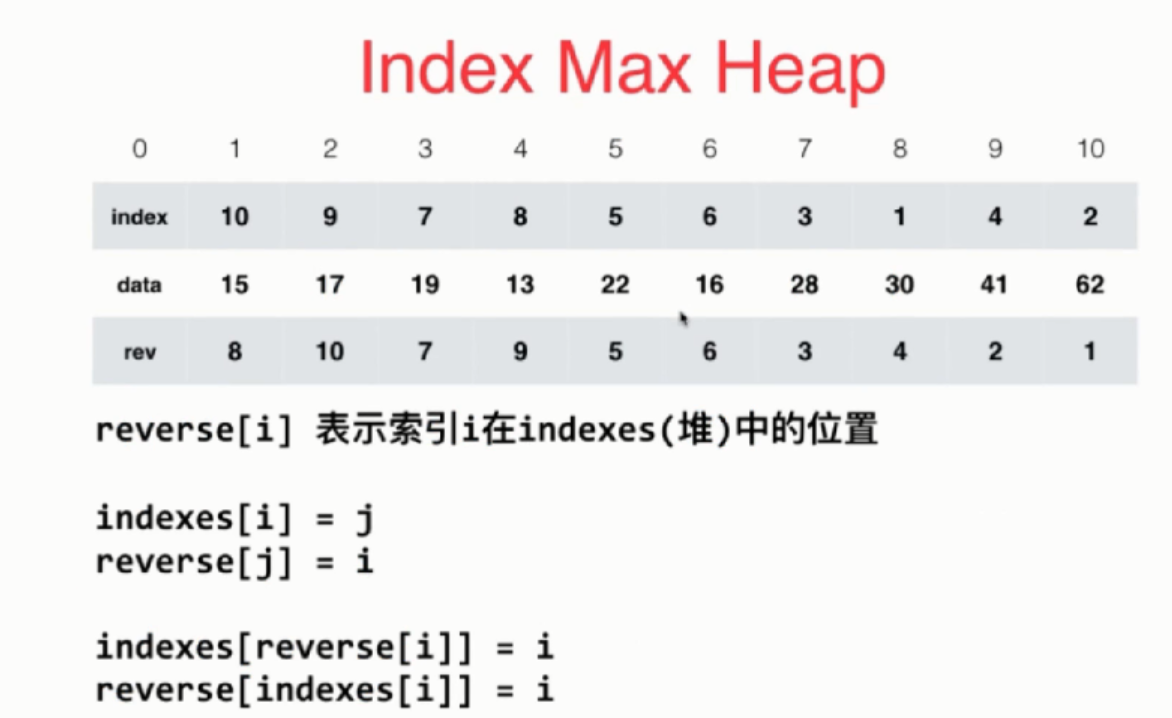 Index Max Heap
0 1 2 3 4 5 6 7 8 9 10
index 10 9 7 8 5 6 3 1 4 2
data 15 17 19 13 22 16 28 30 41 62
rev 8 10 7 9 5 6 3 4 2 1
reverse[i] 表示索引i在indexes(堆)中的位置
indexes[i] = j
reverse[j] = i
indexes[reverse[i]] = i
reverse[indexes[i]] = i